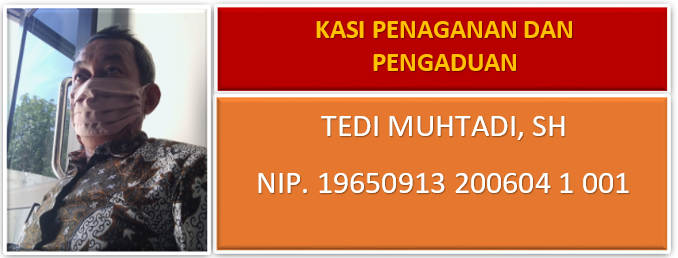 KASI PENAGANAN DAN
PENGADUAN
TEDI MUHTADI, SH
NIP. 19650913 200604 1 001